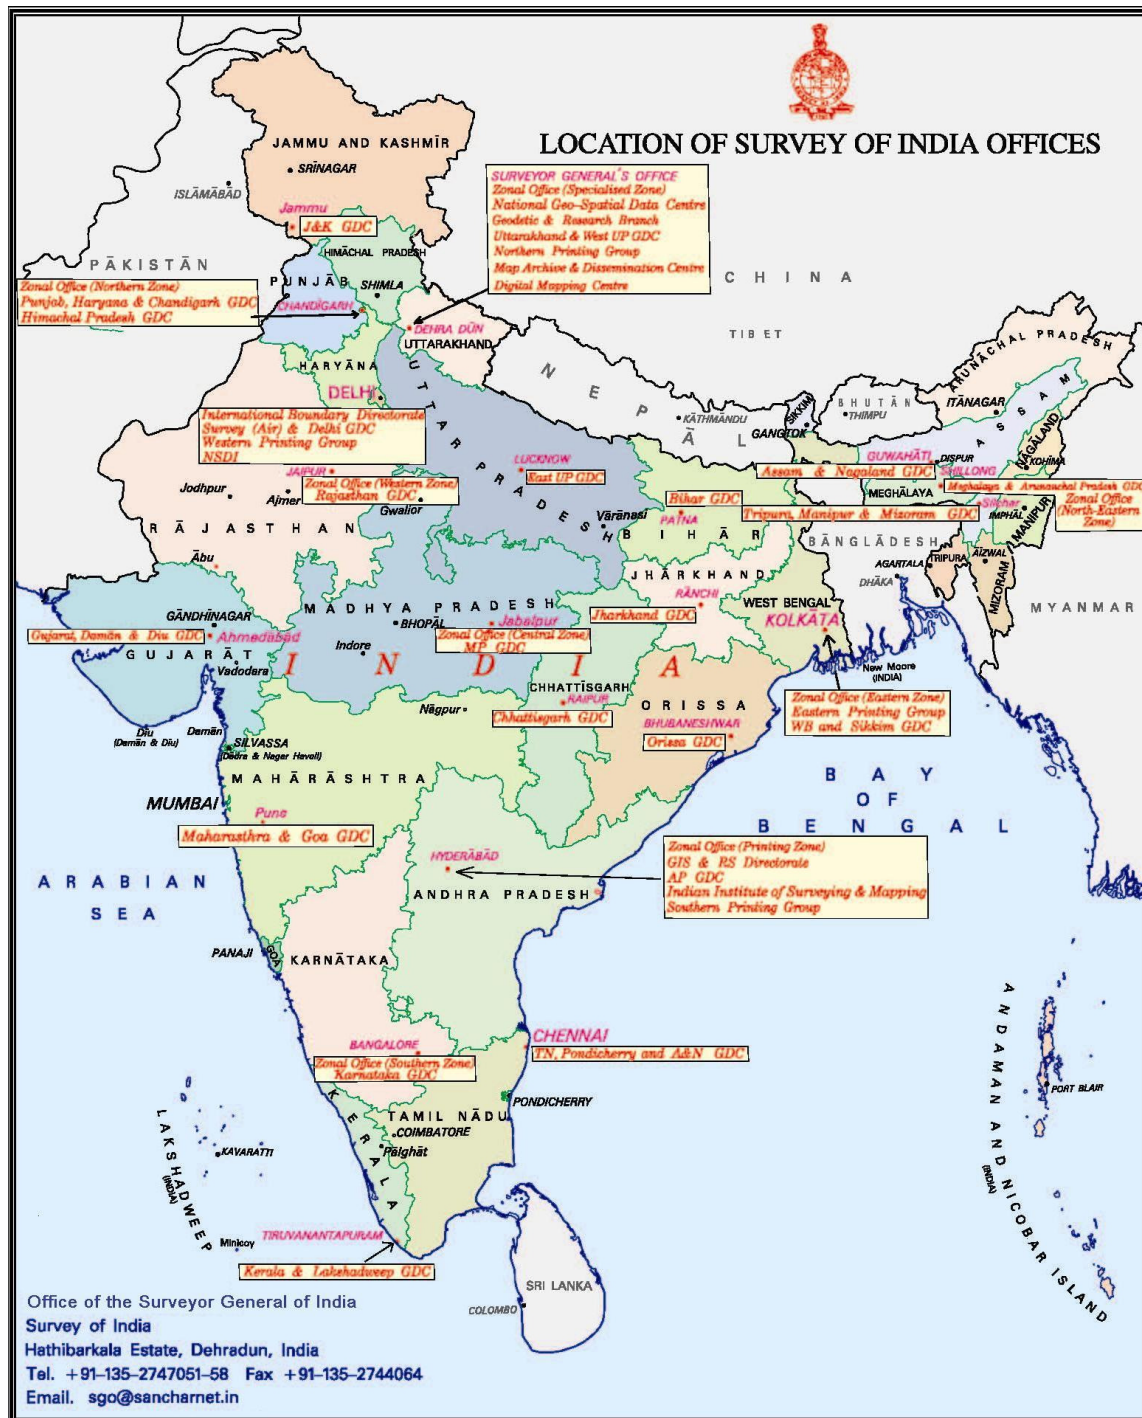 LOCATION OF SURVEY OF INDIA OFFICES
JAMMU AND KASHMĪR
SRĪNAGAR
ISLĀMĀBĀD
Jammu
J&K GDC
SURVEYOR GENERAL'S OFFICE
Zonal Office (Specialised Zone)
National Geo-Spatial Data Centre
Geodetic & Research Branch
Uttarakhand & West UP GDC
Northern Printing Group
Map Archive & Dissemination Centre
Digital Mapping Centre
HIMĀCHAL PRADESH
PĀKISTĀN
CHINA
Zonal Office (Northern Zone)
Punjab, Haryana & Chandigarh GDC
Himachal Pradesh GDC
PUNJĀB
SHIMLA
CHANDĪGARH
DEHRA DŪN
UTTARAKHAND
TIBET
ARUNĀCHAL PRADESH
HARYĀNA
DELHI
NEPĀL
KĀTHMĀNDU
SIKKIM
GANGTOK
BHUTĀN
THIMPU
ITĀNAGAR
ASSAM
NAGĀLAND
KOHĪMA
International Boundary Directorate
Survey (Air) & Delhi GDC
Western Printing Group
NSDI
UTTAR PRADESH
LUCKNOW
East UP GDC
GUWAHĀTI
DISPUR
Assam & Nagaland GDC
SHILLONG
Meghalaya & Arunanchal Pradesh GDC
MEGHĀLAYA
JAIPUR
Zonal Office (Western Zone)
Rajasthan GDC
Jodhpur
Ajmer
Gwalior
RĀJASTHAN
Bihar GDC
PATNA
Vārānasi
BIHĀR
Tripura, Manipur & Mizoram GDC
Silchar
IMPHĀL
MANIPUR
Zonal Office
(North-Eastern
Zone)
BĀNGLĀDESH
AGARTALA
TRIPURA
AĪZWAL
MIZORAM
DHĀKA
MYANMAR
Ābu
JHĀRKHAND
RĀNCHI
Jharkhand GDC
WEST BENGAL
KOLKĀTA
GĀNDHĪNAGAR
Gujarat, Damān & Diu GDC
Ahmedābād
GUJARĀT
Vadodara
MADHYA PRADESH
BHOPĀL
Indore
Jabalpur
Zonal Office (Central Zone)
MP GDC
INDIA
New Moore
(INDIA)
Zonal Office (Eastern Zone)
Eastern Printing Group
WB and Sikkim GDC
CHHATTĪSGARH
RAIPUR
Chhattisgarh GDC
Nāgpur
ORISSA
BHUBANESHWAR
Orissa GDC
Diu
(Damān & Diu)
Damān
SILVASSA
(Dadra & Nagar Haveli)
MAHĀRĀSHTRA
MUMBAI
Pune
Maharasthra & Goa GDC
BAY
OF
BENGAL
ARABIAN
SEA
HYDERĀBĀD
ANDHRA PRADESH
Zonal Office (Printing Zone)
GIS & RS Directorate
AP GDC
Indian Institute of Surveying & Mapping
Southern Printing Group
PANAJI
GOA
KARNĀTAKA
BANGALORE
Zonal Office (Southern Zone)
Karnataka GDC
CHENNAI
TN, Pondicherry and A&N GDC
PONDICHERRY
TAMIL NĀDU
COIMBATORE
Pālghāt
KERALA
ANDAMAN AND NICOBAR ISLAND
(INDIA)
PORT BLAIR
LAKSHADWEEP
(INDIA)
KAVARATTI
Minicoy
TIRUVANANTAPURAM
Kerala & Lakshadweep GDC
SRI LANKA
COLOMBO
Office of the Surveyor General of India
Survey of India
Hathibarkala Estate, Dehradun, India
Tel. +91-135-2747051-58 Fax +91-135-2744064
Email. sgo@sancharnet.in